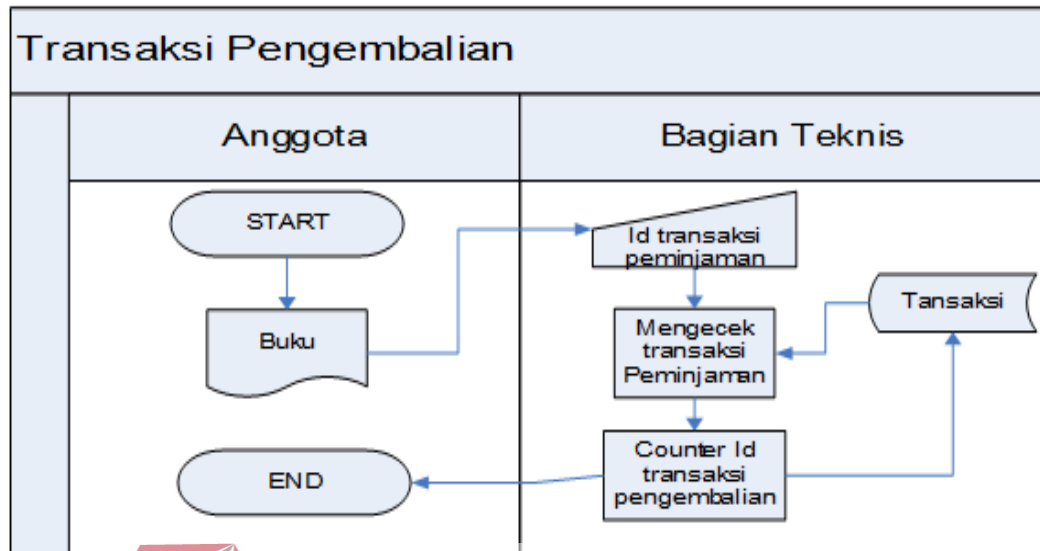 Transaksi Pengembalian
Anggota
Bagian Teknis
START
Id transaksi
peminjaman
Buku
Tansaksi
Mengecek
transaksi
Peminjaman
Counter Id
transaksi
pengembalian
END